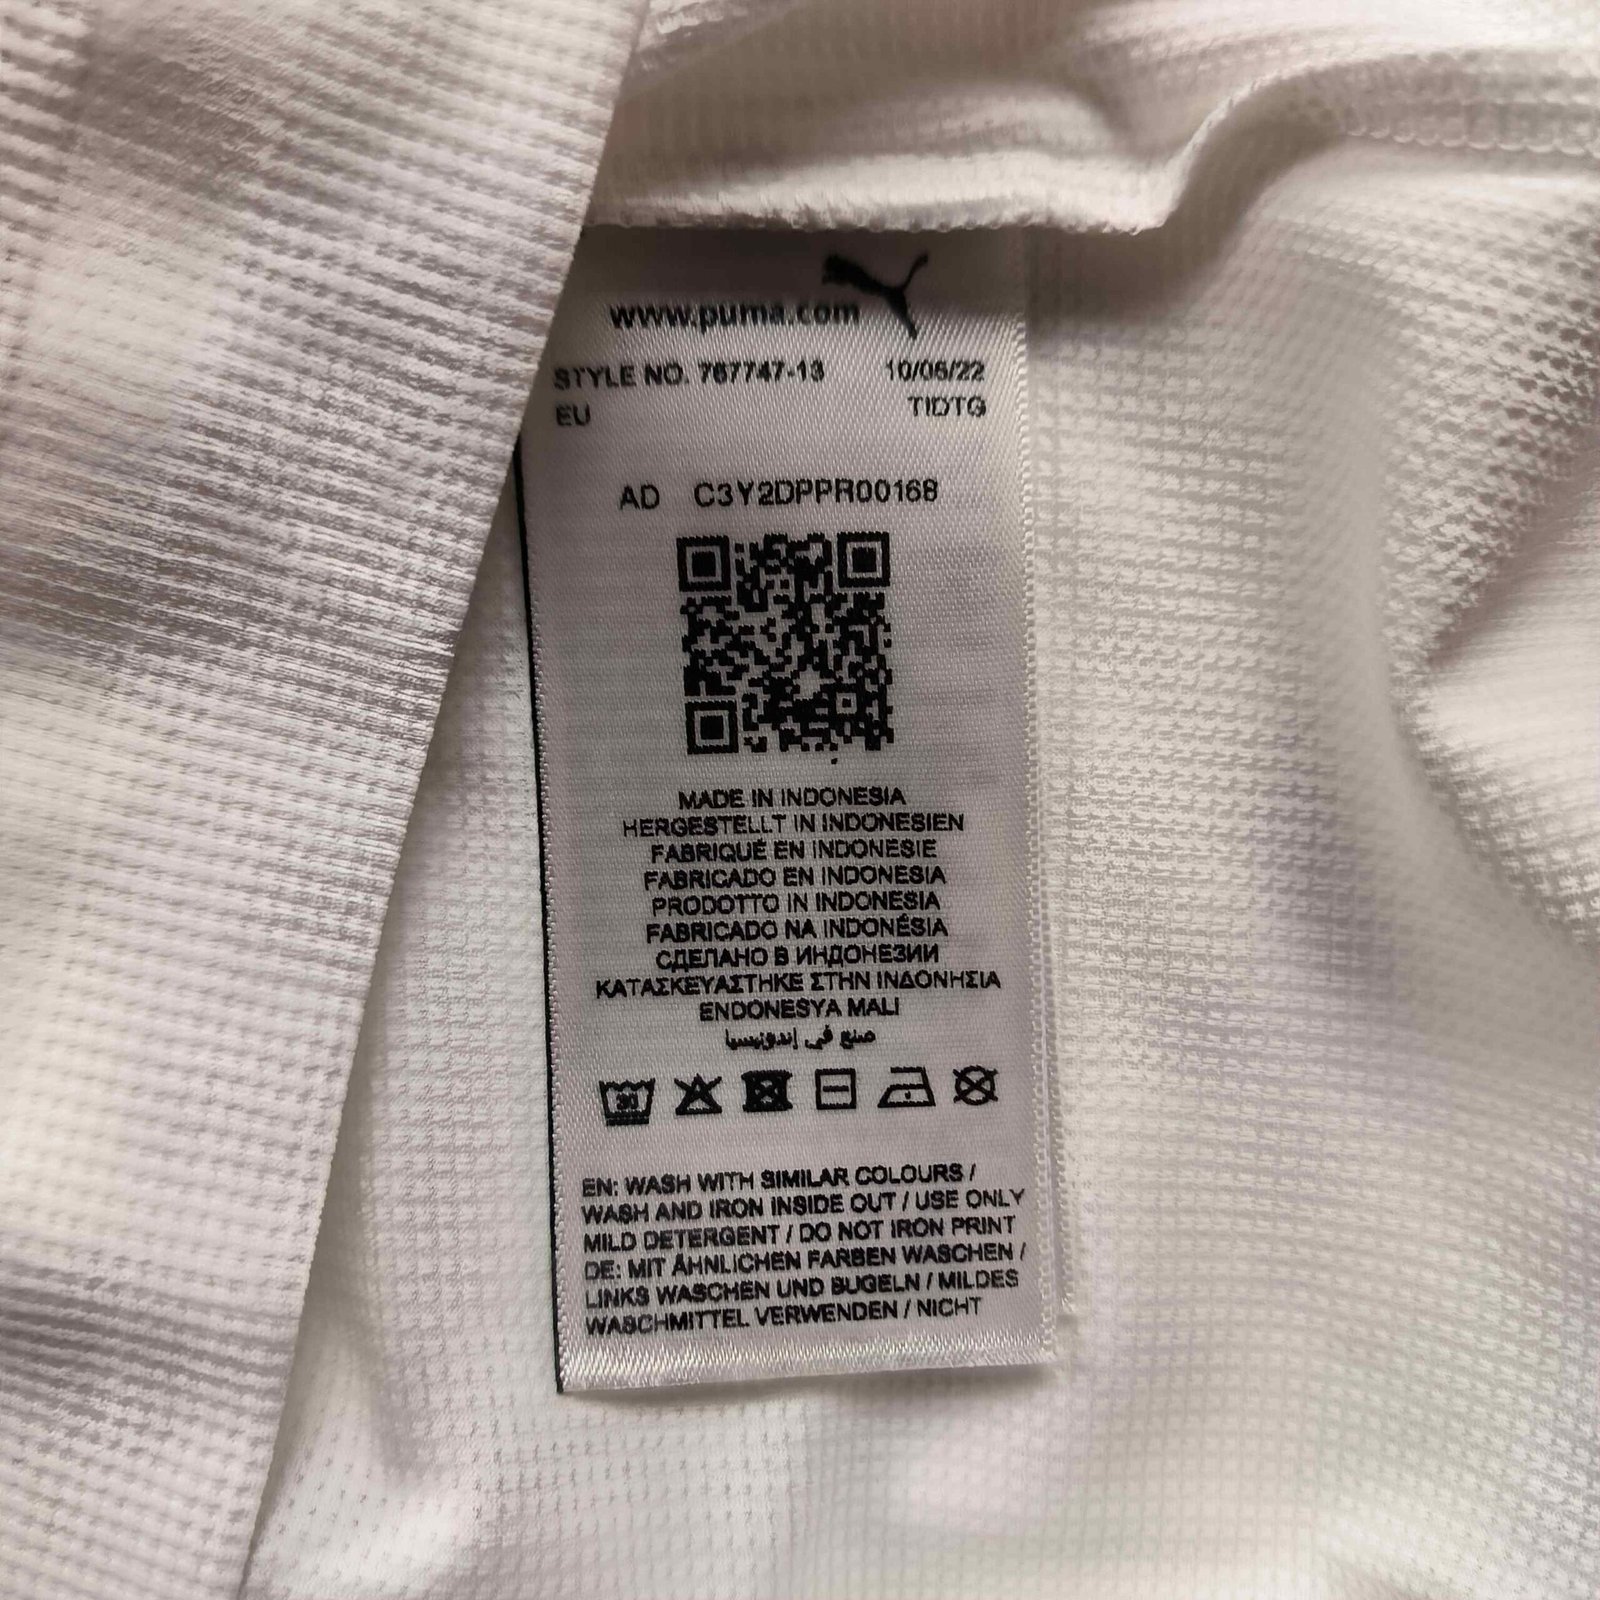 www.puma.com
STYLE NO. 767747-13 10/06/22
EU TIDTG
AD C3Y2DPPR00168
MADE IN INDONESIA
HERGESTELLT IN INDONESIEN
FABRIQUÉ EN INDONESIE
FABRICADO EN INDONESIA
PRODOTTO IN INDONESIA
FABRICADO NA INDONÉSIA
СДЕЛАНО В ИНДОНЕЗИИ
ΚΑΤΑΣΚΕΥΑΣΤΗΚΕ ΣΤΗΝ ΙΝΔΟΝΗΣΙΑ
ENDONESYA MALI
صنع في إندونيسيا
30
EN: WASH WITH SIMILAR COLOURS /
WASH AND IRON INSIDE OUT / USE ONLY
MILD DETERGENT / DO NOT IRON PRINT
DE: MIT ÄHNLICHEN FARBEN WASCHEN /
LINKS WASCHEN UND BÜGELN / MILDES
WASCHMITTEL VERWENDEN / NICHT